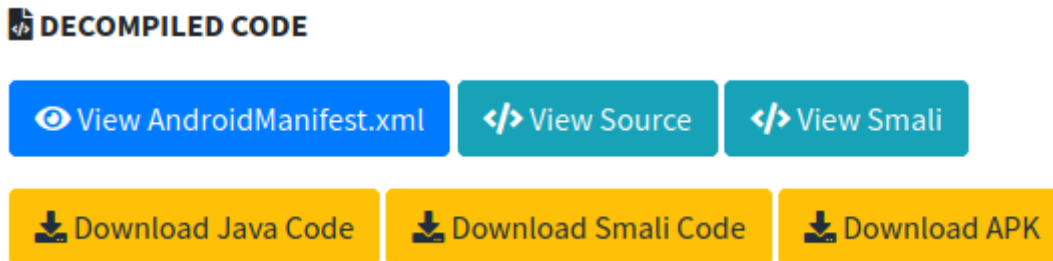 DECOMPILED CODE
View AndroidManifest.xml </> View Source </> View Smali
Download Java Code Download Smali Code Download APK